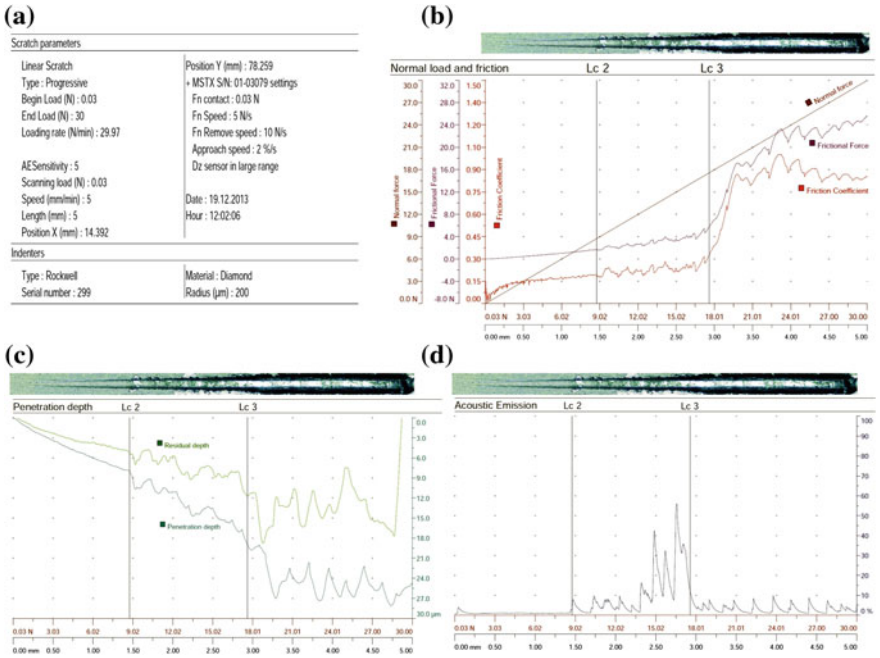 (a)
Scratch parameters
Linear Scratch
Type : Progressive
Begin Load (N) : 0.03
End Load (N) : 30
Loading rate (N/min) : 29.97
AESensitivity : 5
Scanning load (N) : 0.03
Speed (mm/min) : 5
Length (mm) : 5
Position X (mm) : 14.392
Position Y (mm) : 78.259
+ MSTX S/N: 01-03079 settings
Fn contact : 0.03 N
Fn Speed : 5 N/s
Fn Remove speed : 10 N/s
Approach speed : 2 %/s
Dz sensor in large range
Date : 19.12.2013
Hour : 12:02:06
Indenters
Type : Rockwell
Serial number : 299
Material : Diamond
Radius (µm) : 200
(b)
Normal load and friction Lc 2 Lc 3
30.0 32.0 1.50
27.0 28.0 1.35
24.0 24.0 1.20
21.0 20.0 1.05
18.0 16.0 0.90
15.0 12.0 0.75
12.0 8.0 0.60
9.0 4.0 0.45
6.0 0.0 0.30
3.0 -4.0 0.15
0.0 N -8.0 N 0.00
Normal force
Frictional Force
Friction Coefficient
Normal force
Frictional Force
Friction Coefficient
0.03 N 3.03 6.02 9.02 12.02 15.02 18.01 21.01 24.01 27.00 30.00
0.00 mm 0.50 1.00 1.50 2.00 2.50 3.00 3.50 4.00 4.50 5.00
(c)
Penetration depth Lc 2 Lc 3
Residual depth
Penetration depth
0.0
3.0
6.0
9.0
12.0
15.0
18.0
21.0
24.0
27.0
30.0 µm
0.03 N 3.03 6.02 9.02 12.02 15.02 18.01 21.01 24.01 27.00 30.00
0.00 mm 0.50 1.00 1.50 2.00 2.50 3.00 3.50 4.00 4.50 5.00
(d)
Acoustic Emission Lc 2 Lc 3
100
90
80
70
60
50
40
30
20
10
0 %
0.03 N 3.03 6.02 9.02 12.02 15.02 18.01 21.01 24.01 27.00 30.00
0.00 mm 0.50 1.00 1.50 2.00 2.50 3.00 3.50 4.00 4.50 5.00